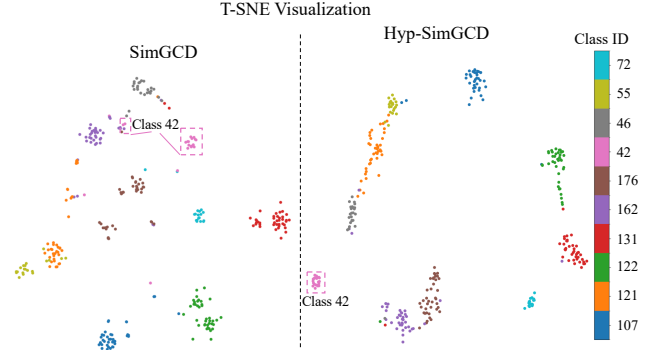 T-SNE Visualization
SimGCD
Hyp-SimGCD
Class ID
Class 42
Class 42
72
55
46
42
176
162
131
122
121
107